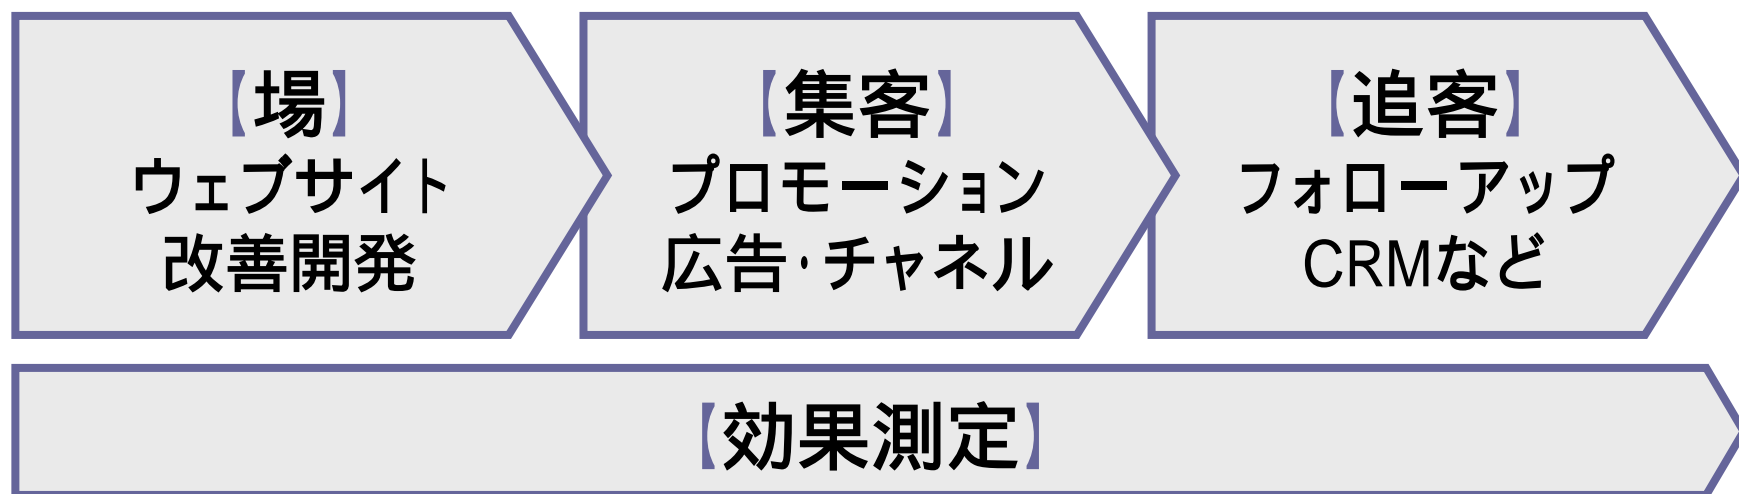 【場】
ウェブサイト
改善開発
【集客】
プロモーション
広告・チャネル
【追客】
フォローアップ
CRMなど
【効果測定】